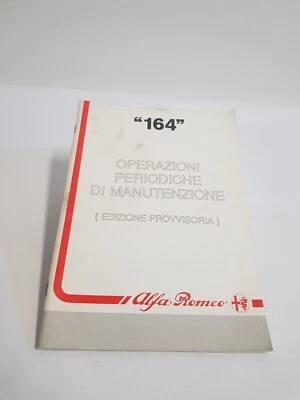 “164”
OPERAZIONI
PERIODICHE
DI MANUTENZIONE
( EDIZIONE PROVVISORIA )
Alfa Romeo